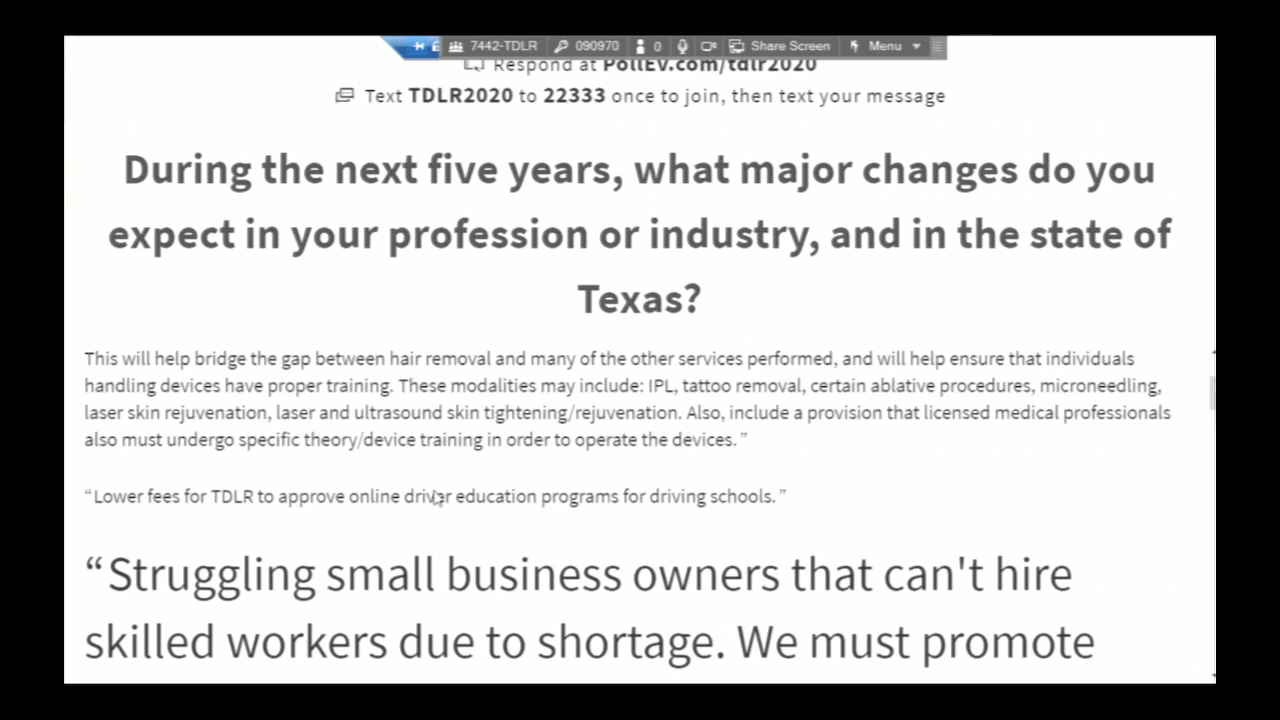 7442-TDLR 090970 0 Share Screen Menu
Respond at PollEv.com/tdlr2020
Text TDLR2020 to 22333 once to join, then text your message
During the next five years, what major changes do you
expect in your profession or industry, and in the state of
Texas?
This will help bridge the gap between hair removal and many of the other services performed, and will help ensure that individuals
handling devices have proper training. These modalities may include: IPL, tattoo removal, certain ablative procedures, microneedling,
laser skin rejuvenation, laser and ultrasound skin tightening/rejuvenation. Also, include a provision that licensed medical professionals
also must undergo specific theory/device training in order to operate the devices.”
“Lower fees for TDLR to approve online driver education programs for driving schools.”
“Struggling small business owners that can't hire
skilled workers due to shortage. We must promote